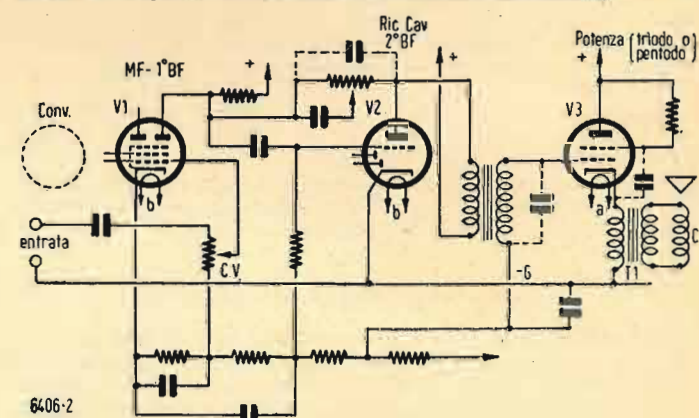 Ric Cav
2° BF
Potenza (triodo o
pentodo)
MF- 1° BF
+
+
+
Conv.
V1
V2
V3
b
b
a
entrata
C.V
-G
T1
C
6406-2